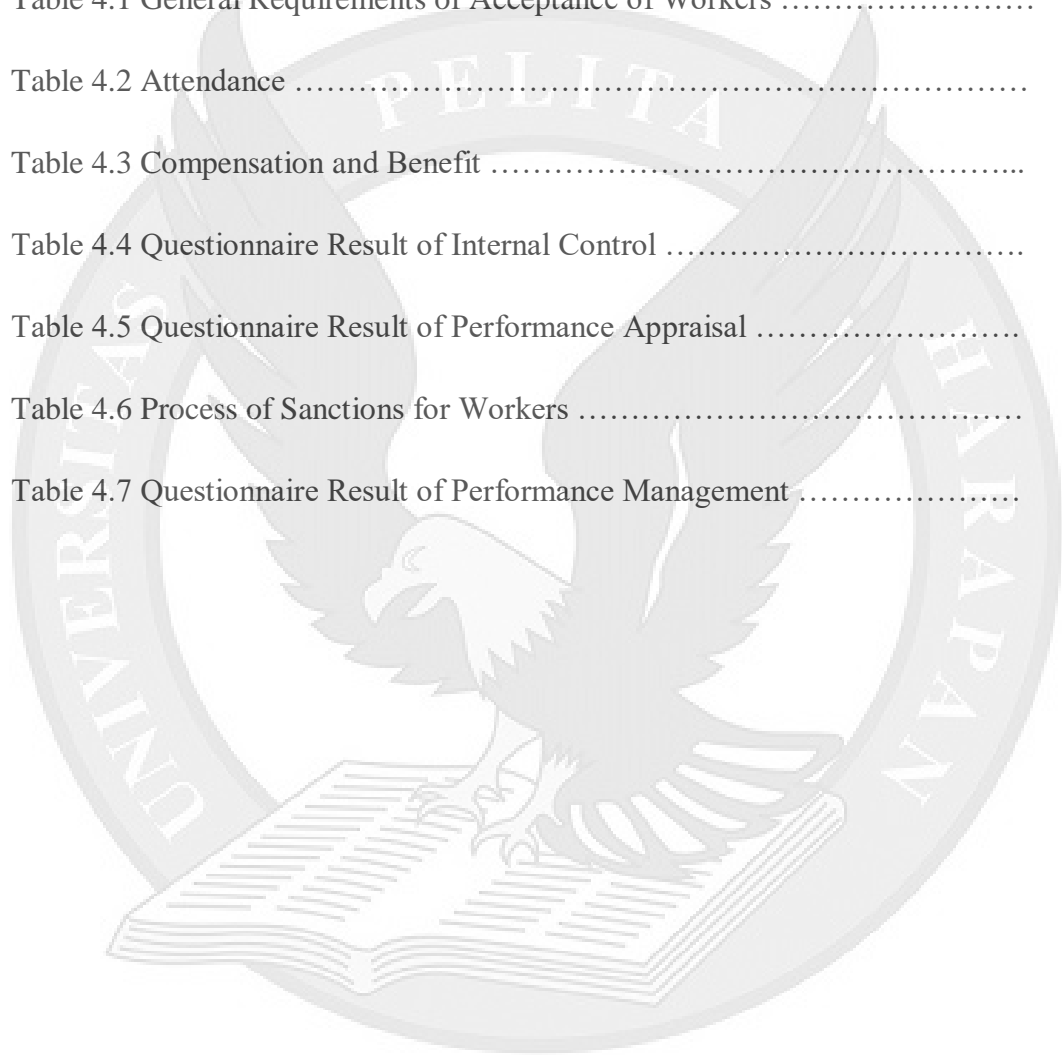 Table 4.1 General Requirements of Acceptance of Workers ……………………
Table 4.2 Attendance ……………………………………………………………
Table 4.3 Compensation and Benefit …………………………………………...
Table 4.4 Questionnaire Result of Internal Control …………………………….
Table 4.5 Questionnaire Result of Performance Appraisal …………………….
Table 4.6 Process of Sanctions for Workers ……………………………………
Table 4.7 Questionnaire Result of Performance Management …………………
UNIVERSITAS PELITA HARAPAN